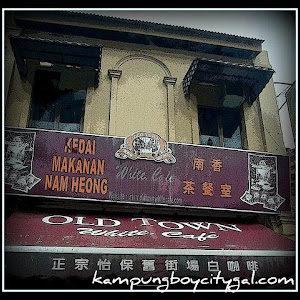 KEDAI
MAKANAN
NAM HEONG
White Cafe
南香
茶餐室
OLD TOWN
White Cafe
正宗怡保舊街場白咖啡
kampungboycitygal.com